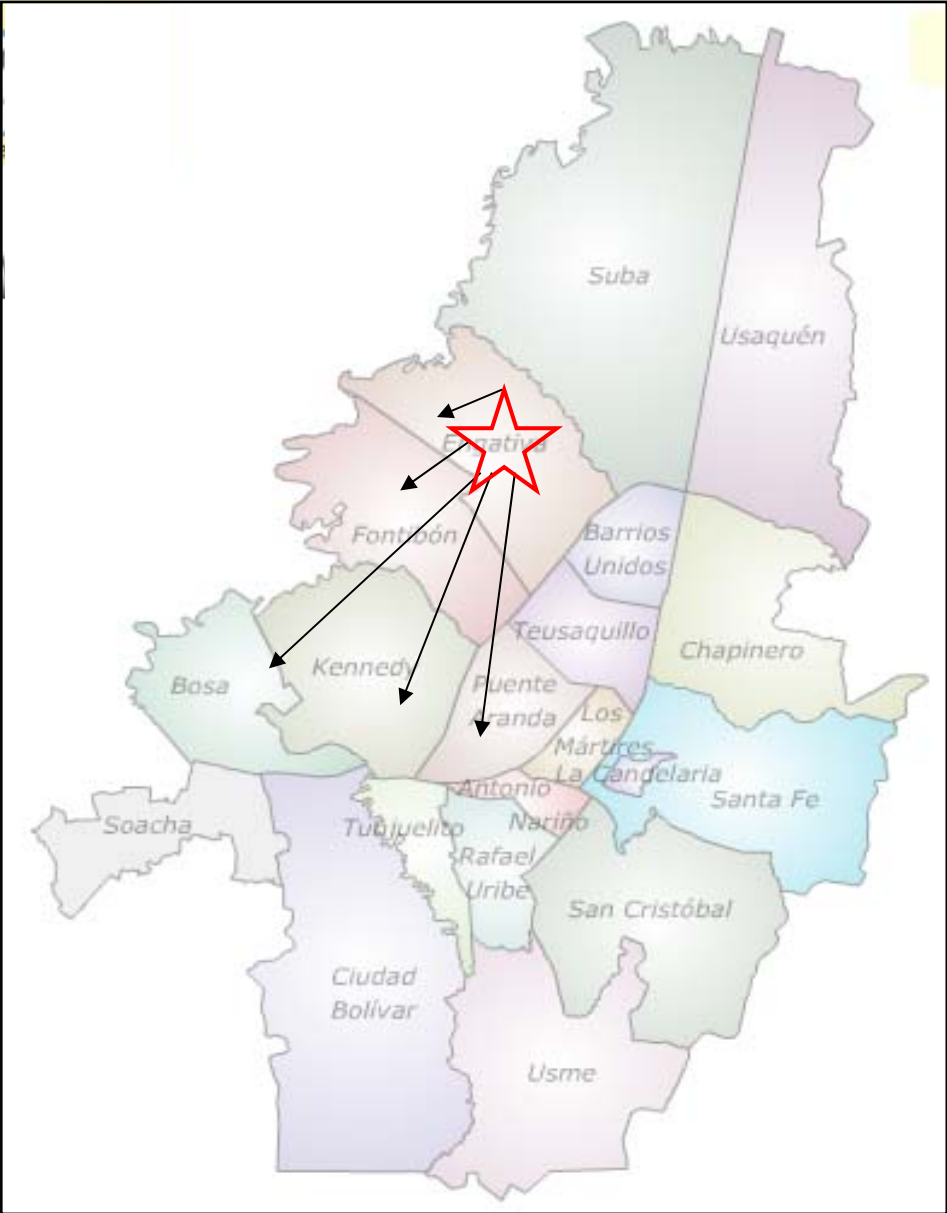 Suba
Usaquén
Engativa
Fontibón
Barrios
Unidos
Teusaquillo
Chapinero
Kennedy
Bosa
Puente
Aranda
Los
Mártires
La Candelaria
Santa Fe
Antonio
Nariño
Soacha
Tunjuelito
Rafael
Uribe
San Cristóbal
Ciudad
Bolívar
Usme